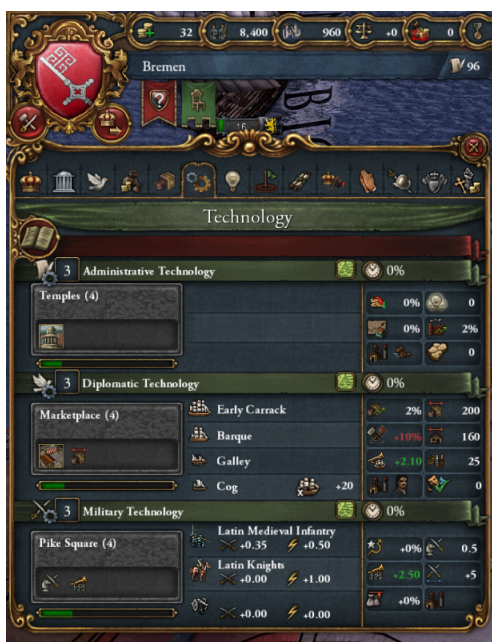 32 8,400 960 +0 0
Bremen 96
16
Technology
3 Administrative Technology 0%
Temples (4)
0% 0
0% 2%
0
3 Diplomatic Technology 0%
Marketplace (4)
Early Carrack 2% 200
Barque +10% 160
Galley +2.10 25
Cog x +20 0
3 Military Technology 0%
Pike Square (4)
Latin Medieval Infantry
+0.35 +0.50 +0% 0.5
Latin Knights
+0.00 +1.00 +2.50 +5
+0.00 +0.00 +0%